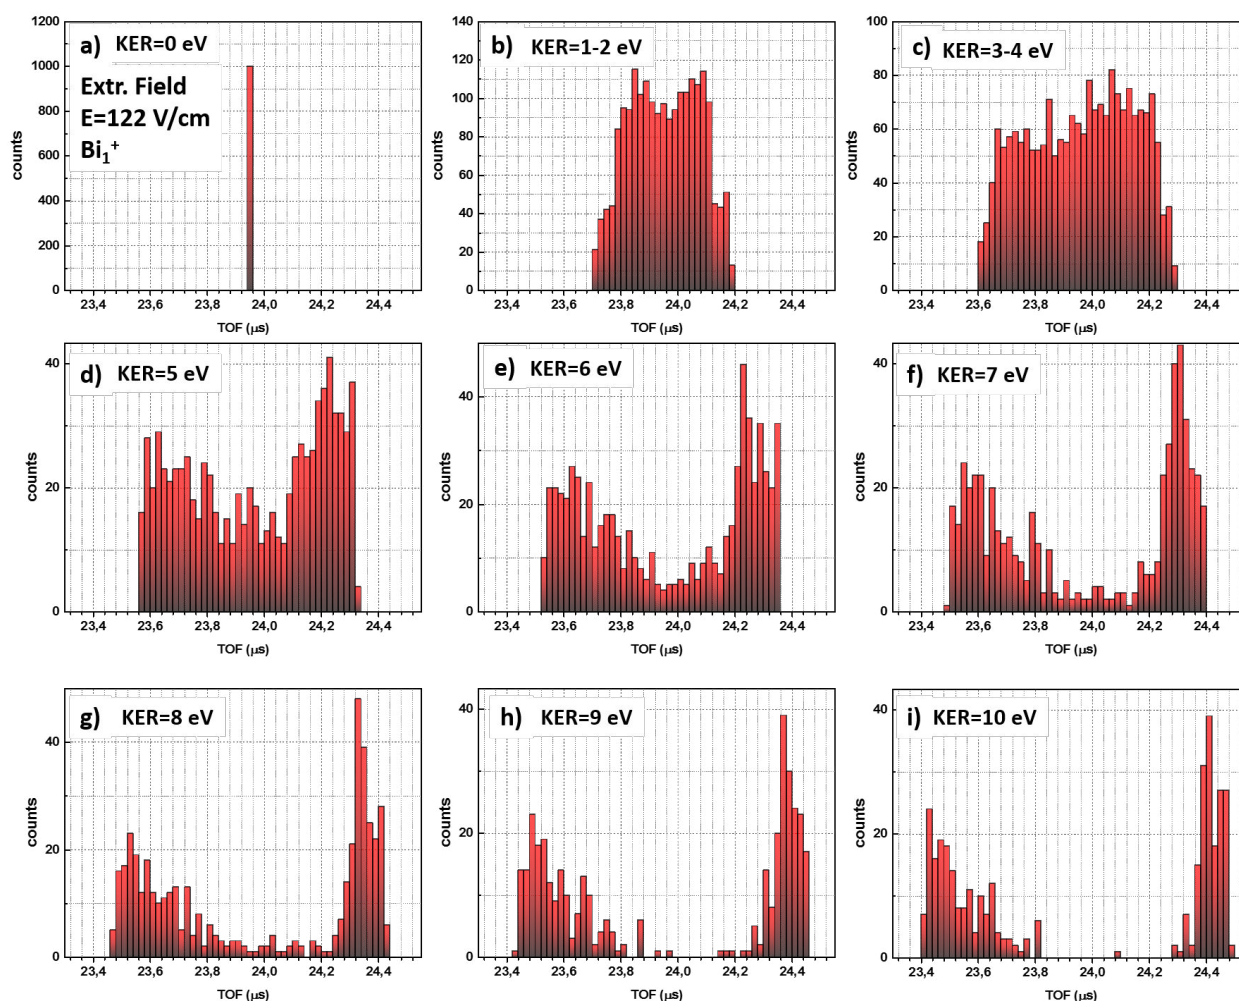 a) KER=0 eV
Extr. Field
E=122 V/cm
Bi₁⁺
counts
1200
1000
800
600
400
200
0
23,4 23,6 23,8 24,0 24,2 24,4
TOF (μs)
b) KER=1-2 eV
counts
140
120
100
80
60
40
20
0
23,4 23,6 23,8 24,0 24,2 24,4
TOF (μs)
c) KER=3-4 eV
counts
100
80
60
40
20
0
23,4 23,6 23,8 24,0 24,2 24,4
TOF (μs)
d) KER=5 eV
counts
40
20
0
23,4 23,6 23,8 24,0 24,2 24,4
TOF (μs)
e) KER=6 eV
counts
40
20
0
23,4 23,6 23,8 24,0 24,2 24,4
TOF (μs)
f) KER=7 eV
counts
40
20
0
23,4 23,6 23,8 24,0 24,2 24,4
TOF (μs)
g) KER=8 eV
counts
40
20
0
23,4 23,6 23,8 24,0 24,2 24,4
TOF (μs)
h) KER=9 eV
counts
40
20
0
23,4 23,6 23,8 24,0 24,2 24,4
TOF (μs)
i) KER=10 eV
counts
40
20
0
23,4 23,6 23,8 24,0 24,2 24,4
TOF (μs)